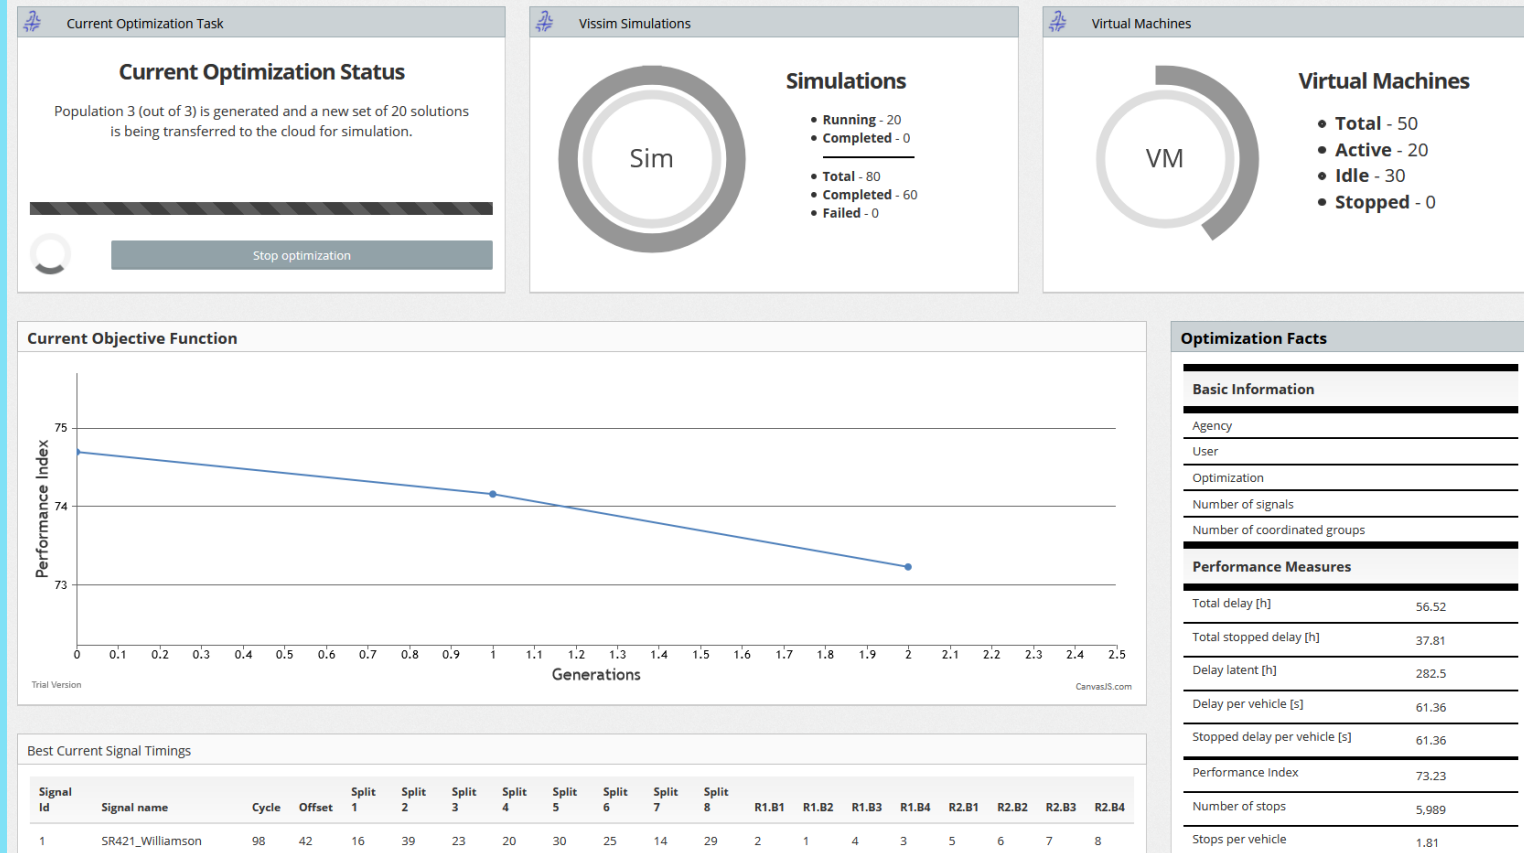 Current Optimization Task
Current Optimization Status
Population 3 (out of 3) is generated and a new set of 20 solutions
is being transferred to the cloud for simulation.
Stop optimization
Vissim Simulations
Sim
Simulations
Running - 20
Completed - 0
Total - 80
Completed - 60
Failed - 0
Virtual Machines
VM
Virtual Machines
Total - 50
Active - 20
Idle - 30
Stopped - 0
Current Objective Function
Performance Index
75
74
73
0 0.1 0.2 0.3 0.4 0.5 0.6 0.7 0.8 0.9 1 1.1 1.2 1.3 1.4 1.5 1.6 1.7 1.8 1.9 2 2.1 2.2 2.3 2.4 2.5
Generations
Trial Version
CanvasJS.com
Optimization Facts
Basic Information
Agency
User
Optimization
Number of signals
Number of coordinated groups
Performance Measures
Total delay [h] 56.52
Total stopped delay [h] 37.81
Delay latent [h] 282.5
Delay per vehicle [s] 61.36
Stopped delay per vehicle [s] 61.36
Performance Index 73.23
Number of stops 5,989
Stops per vehicle 1.81
Best Current Signal Timings
Signal Split Split Split Split Split Split Split Split
Id Signal name Cycle Offset 1 2 3 4 5 6 7 8 R1.B1 R1.B2 R1.B3 R1.B4 R2.B1 R2.B2 R2.B3 R2.B4
1 SR421_Williamson 98 42 16 39 23 20 30 25 14 29 2 1 4 3 5 6 7 8